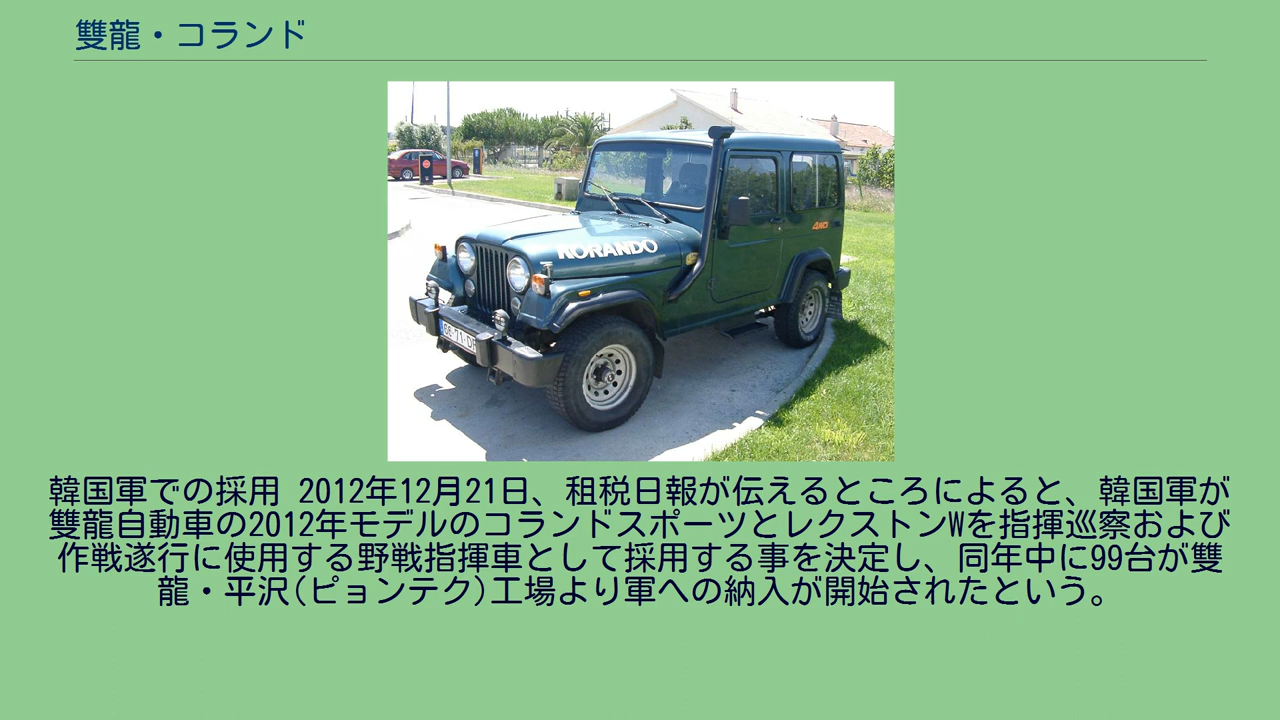 雙龍・コランド
KORANDO
4WD
韓国軍での採用 2012年12月21日、租税日報が伝えるところによると、韓国軍が
雙龍自動車の2012年モデルのコランドスポーツとレクストンWを指揮巡察および
作戦遂行に使用する野戦指揮車として採用する事を決定し、同年中に99台が雙
龍・平沢(ピョンテク)工場より軍への納入が開始されたという。